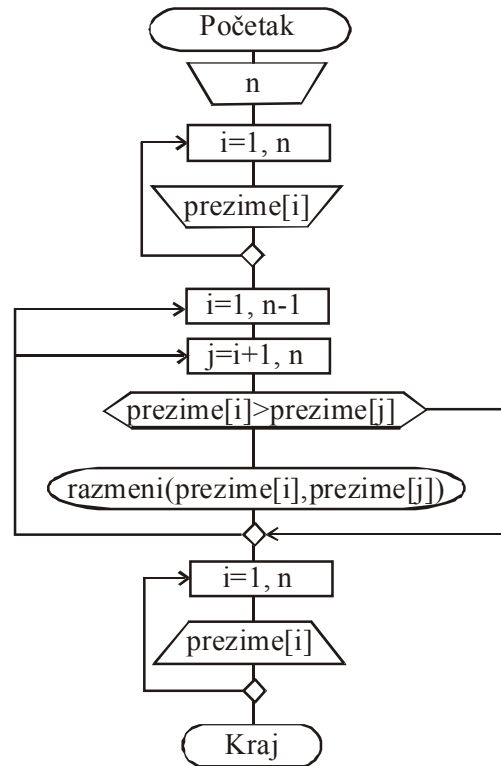 Početak
n
i=1, n
prezime[i]
i=1, n-1
j=i+1, n
prezime[i]>prezime[j]
razmeni(prezime[i],prezime[j])
i=1, n
prezime[i]
Kraj